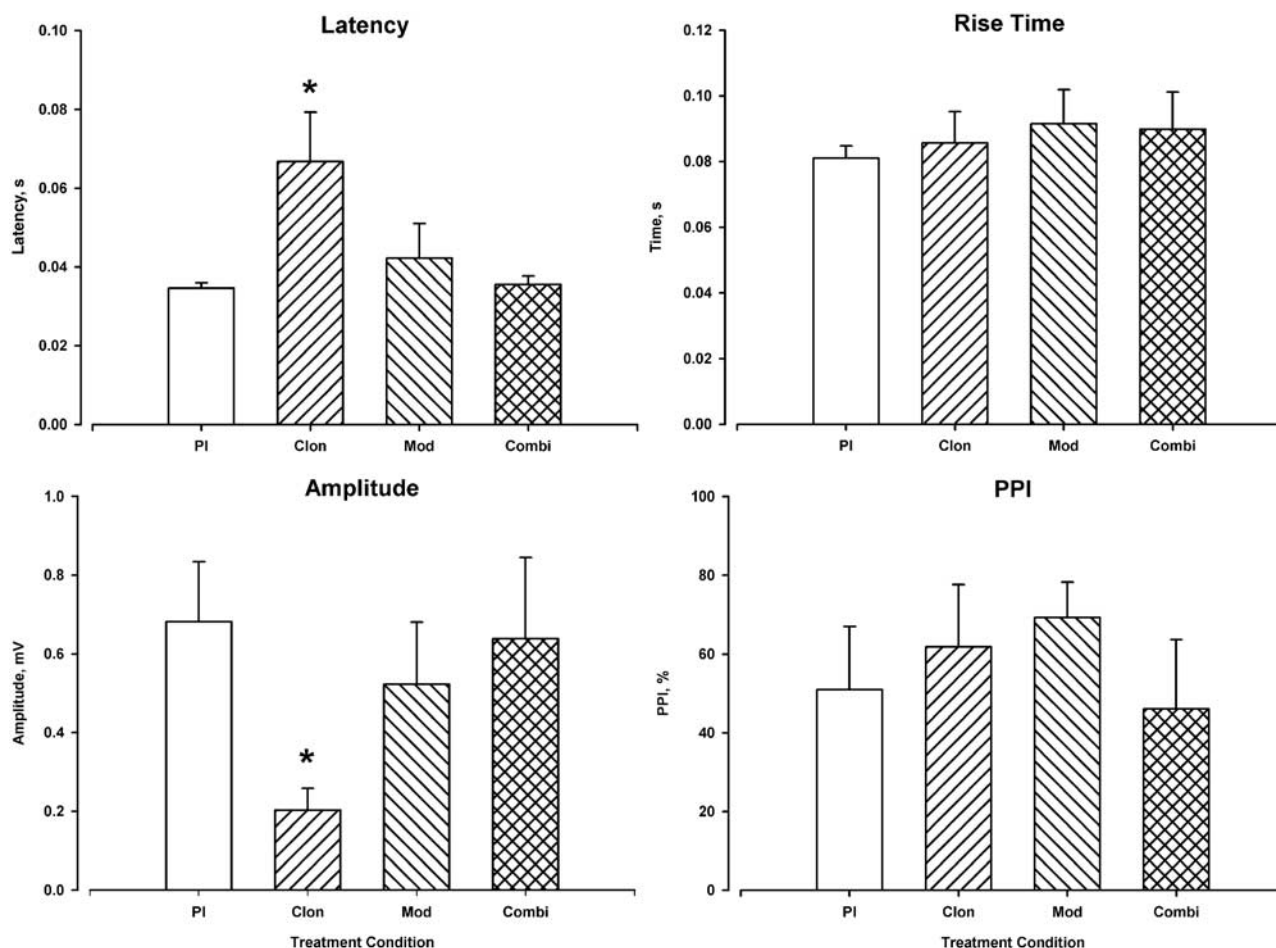 Latency
0.10
0.08
0.06
0.04
0.02
0.00
Latency, s
*
Pl Clon Mod Combi
Rise Time
0.12
0.10
0.08
0.06
0.04
0.02
0.00
Time, s
Pl Clon Mod Combi
Amplitude
1.0
0.8
0.6
0.4
0.2
0.0
Amplitude, mV
*
Pl Clon Mod Combi
Treatment Condition
PPI
100
80
60
40
20
0
PPI, %
Pl Clon Mod Combi
Treatment Condition